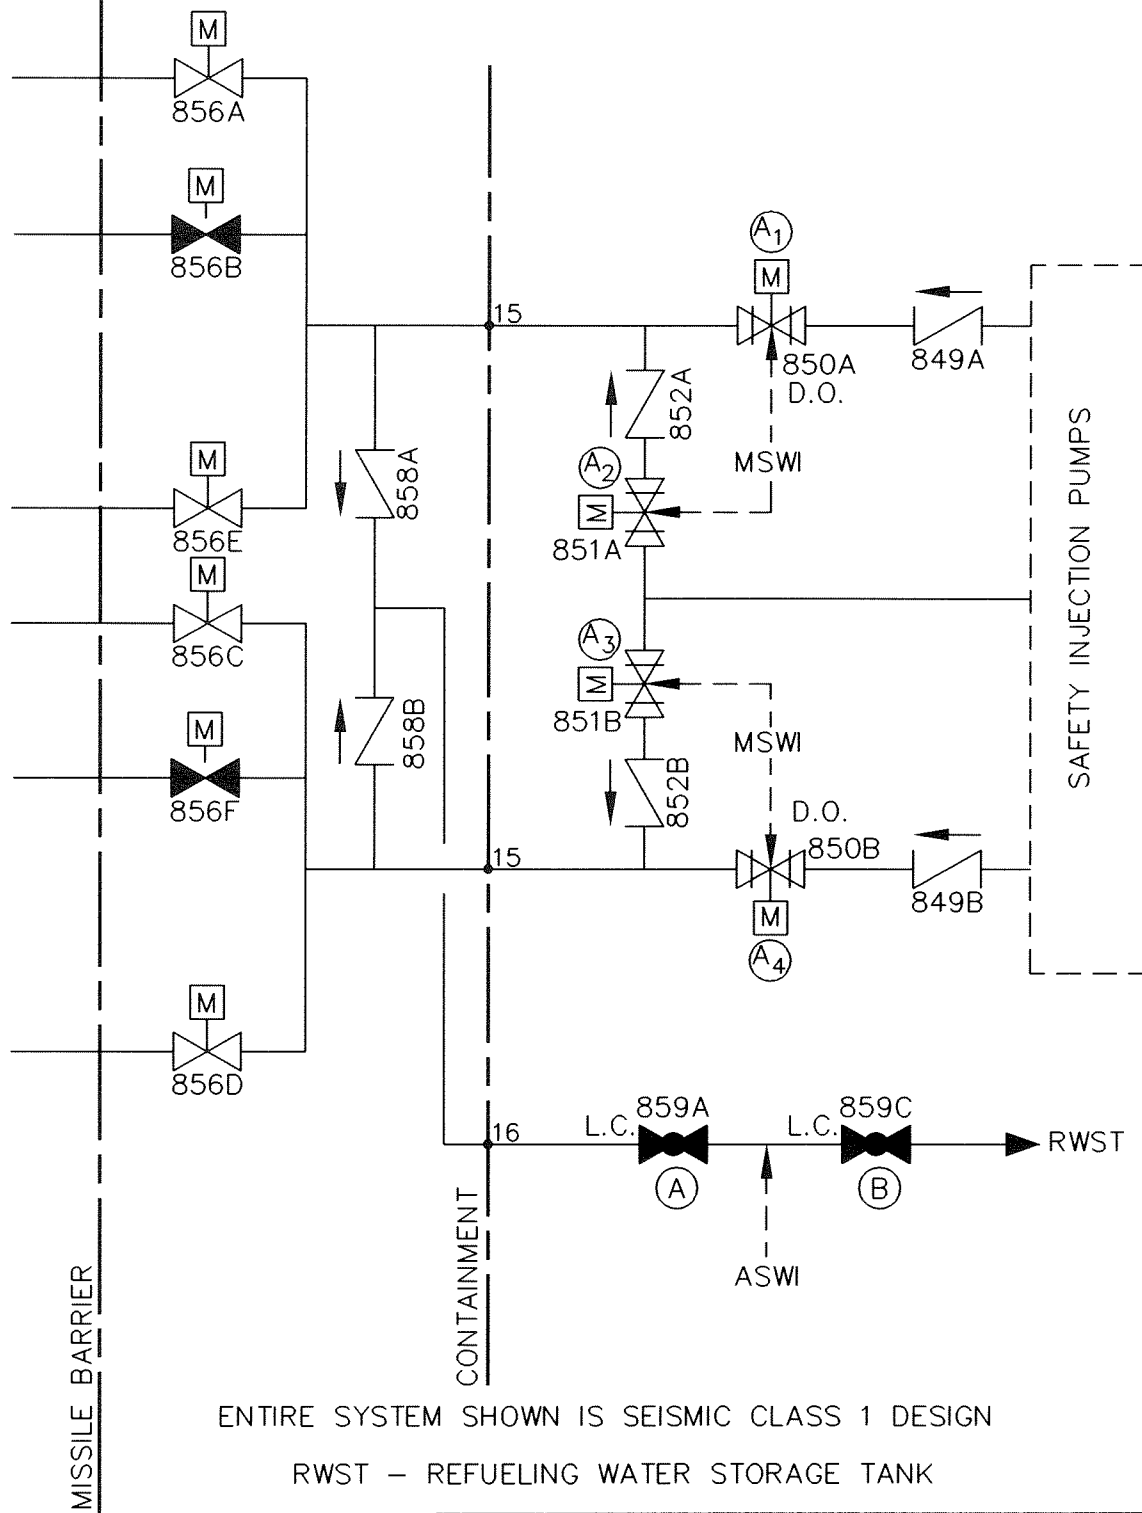 M
856A
M
856B
A1
M
15
850A
D.O.
849A
852A
MSWI
M
858A
A2
M
851A
856E
M
856C
A3
M
851B
858B
MSWI
M
856F
852B
D.O.
850B
15
849B
M
A4
SAFETY INJECTION PUMPS
M
856D
16
L.C.
859A
L.C.
859C
RWST
A
B
ASWI
CONTAINMENT
MISSILE BARRIER
ENTIRE SYSTEM SHOWN IS SEISMIC CLASS 1 DESIGN
RWST – REFUELING WATER STORAGE TANK